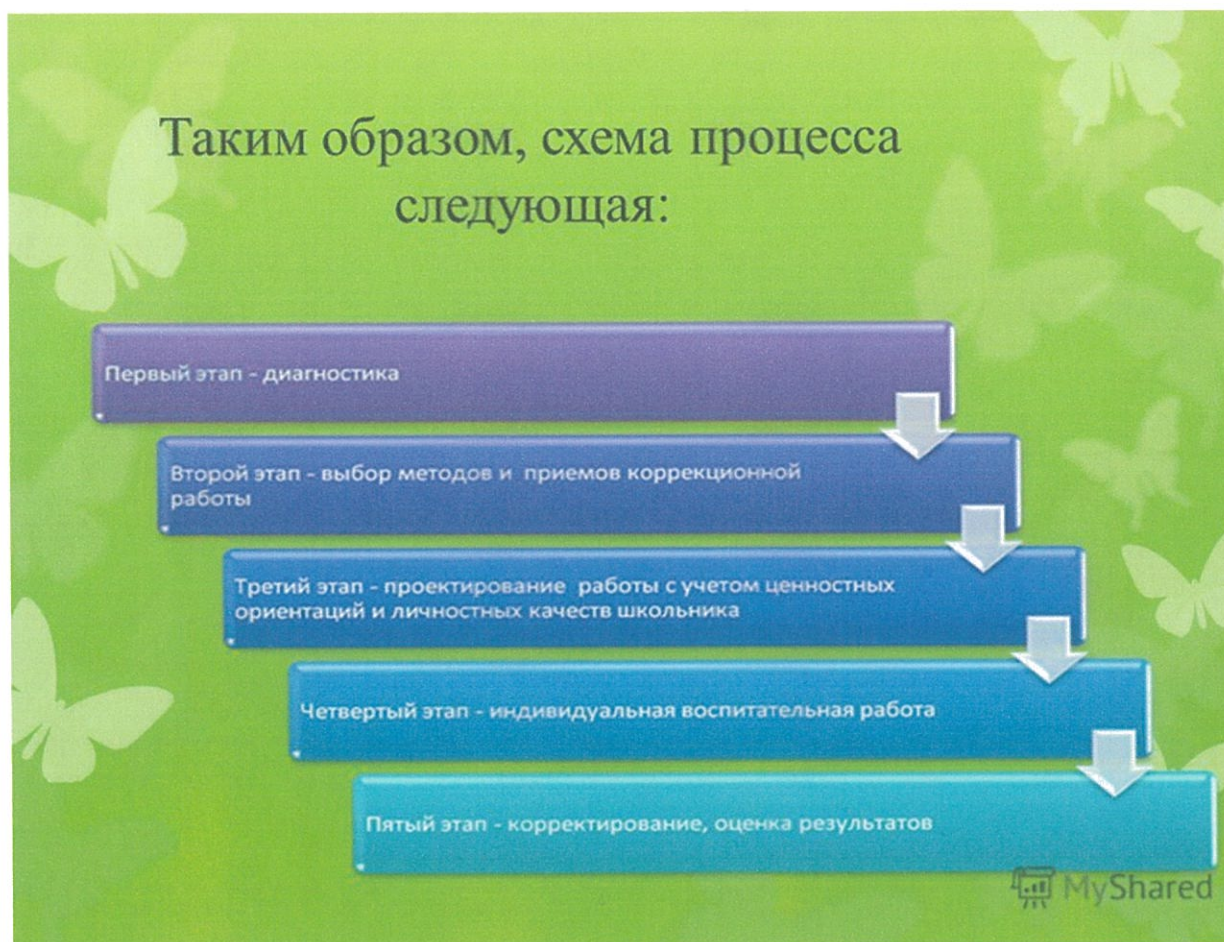 Таким образом, схема процесса
следующая:
Первый этап - диагностика
Второй этап - выбор методов и приемов коррекционной
работы
Третий этап - проектирование работы с учетом ценностных
ориентаций и личностных качеств школьника
Четвертый этап - индивидуальная воспитательная работа
Пятый этап - корректирование, оценка результатов
MyShared